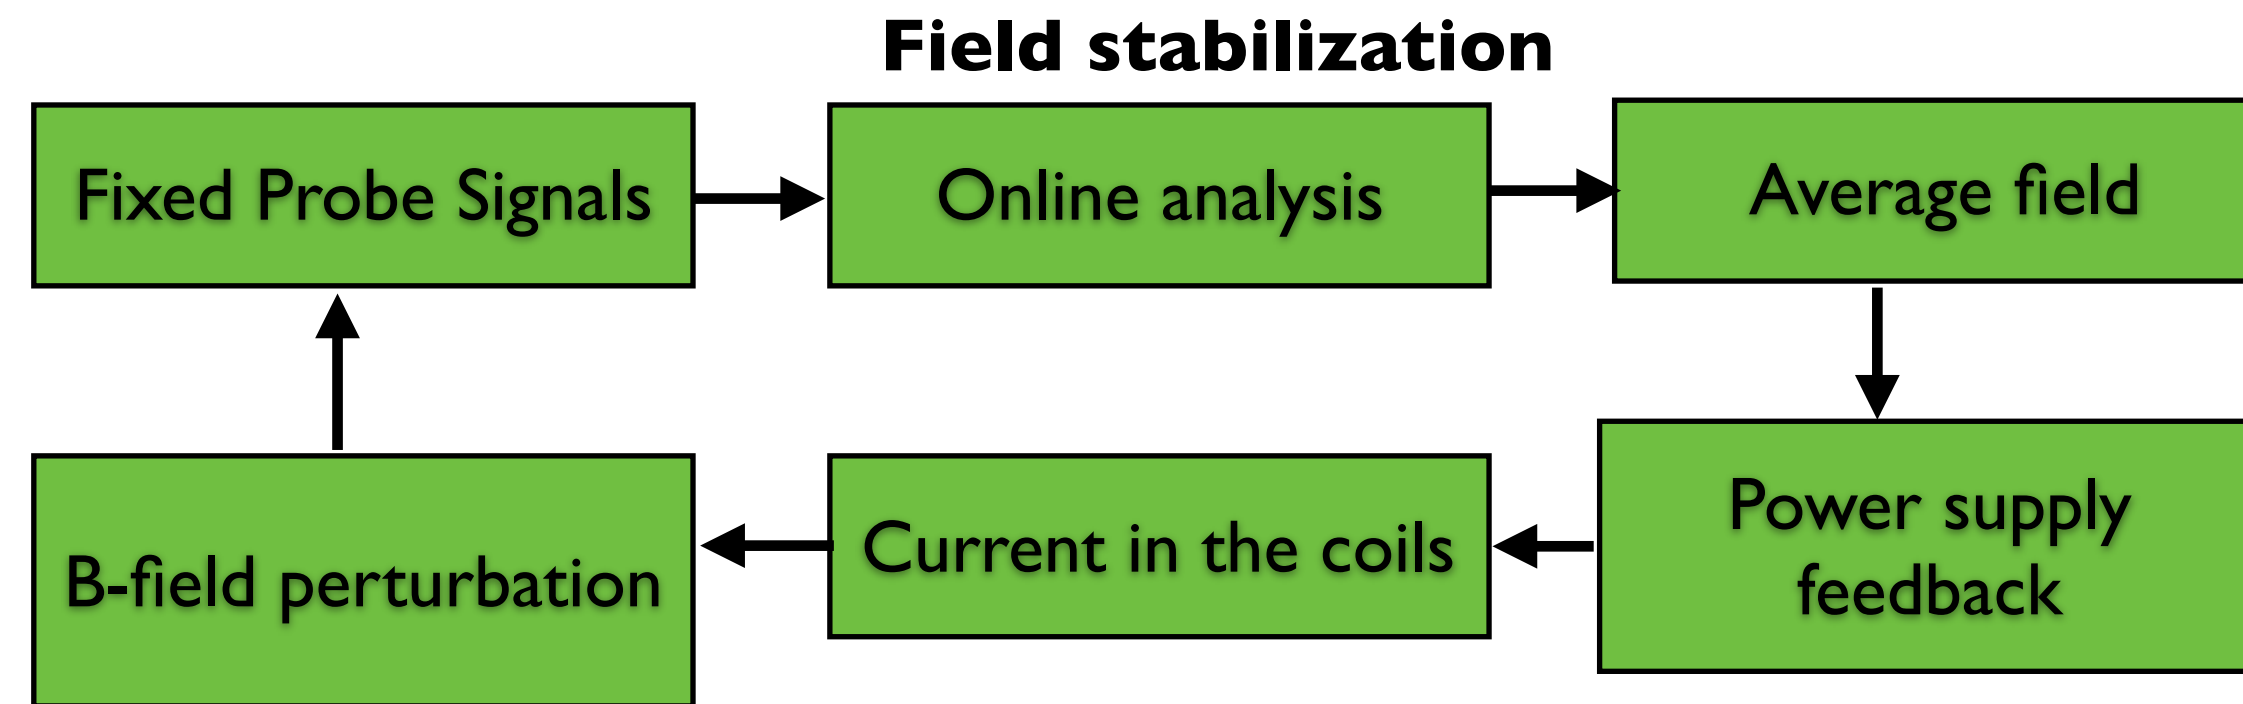 Field stabilization
Fixed Probe Signals
Online analysis
Average field
Power supply
feedback
Current in the coils
B-field perturbation